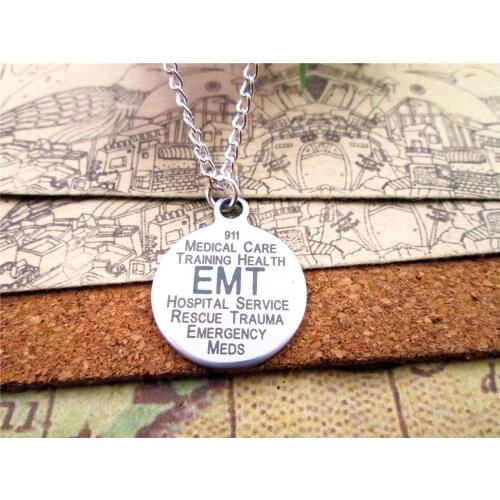 911
MEDICAL CARE
TRAINING HEALTH
EMT
HOSPITAL SERVICE
RESCUE TRAUMA
EMERGENCY
MEDS